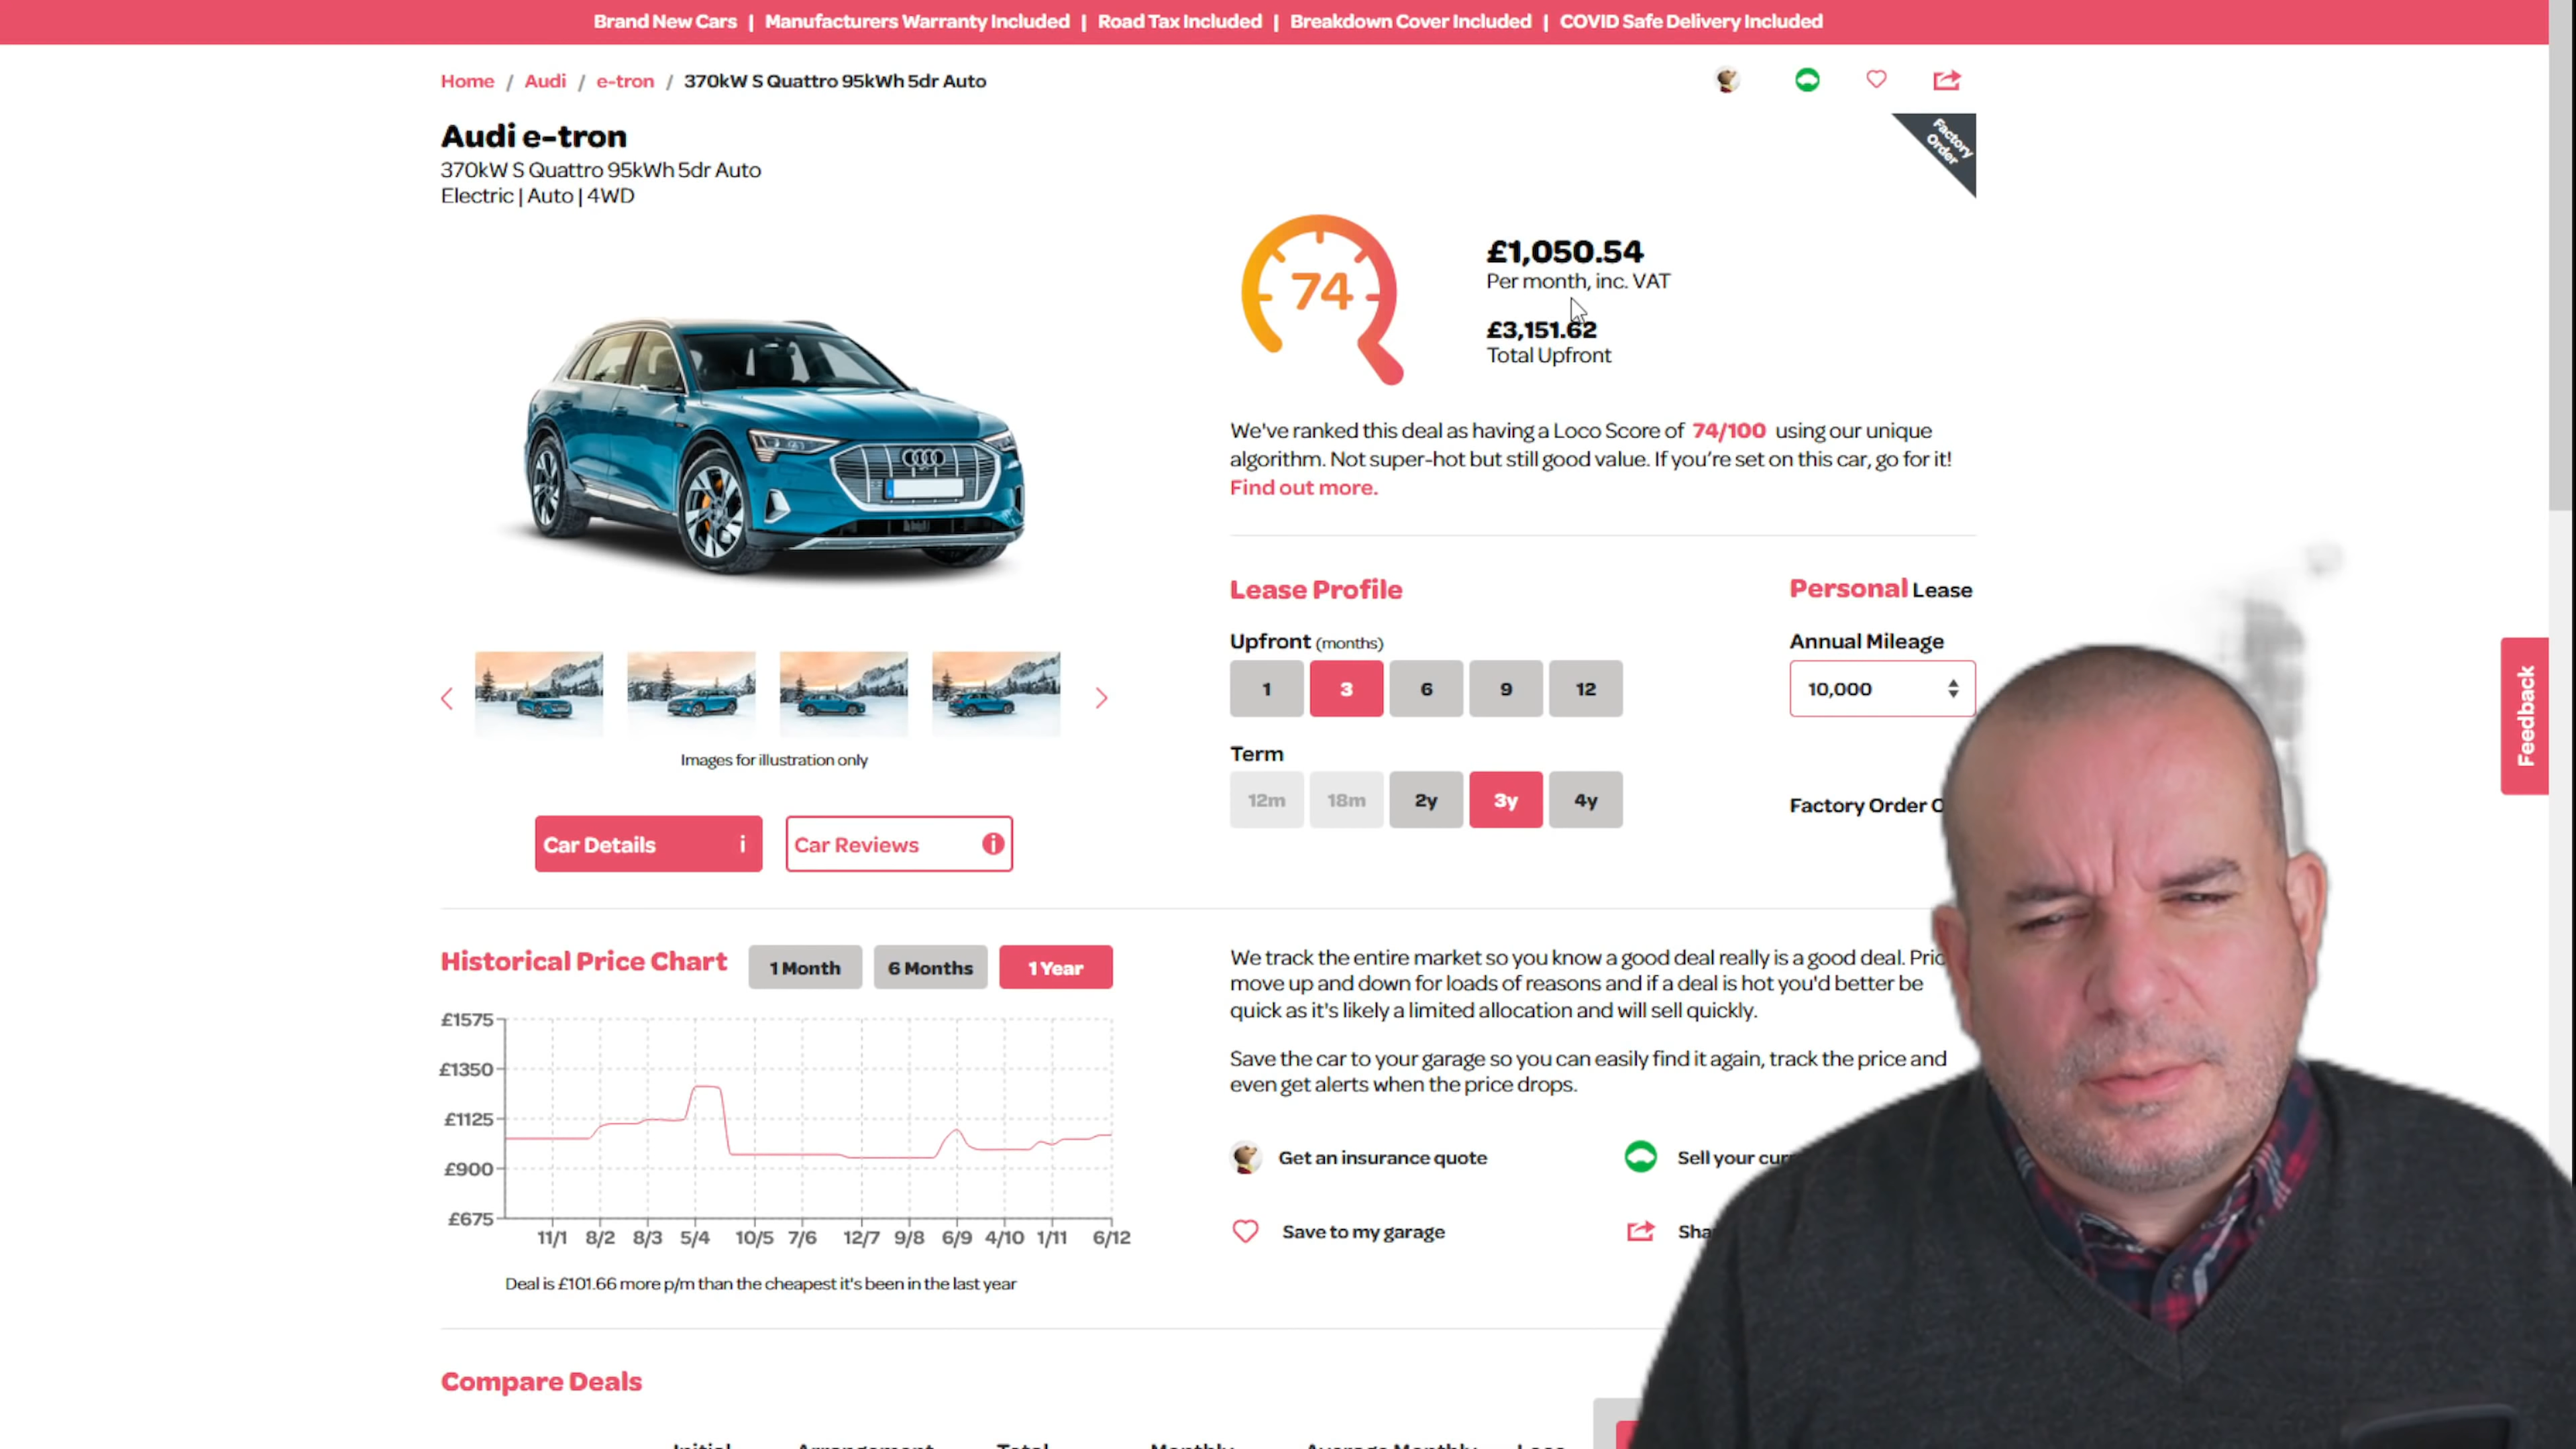 Brand New Cars | Manufacturers Warranty Included | Road Tax Included | Breakdown Cover Included | COVID Safe Delivery Included
Home / Audi / e-tron / 370kW S Quattro 95kWh 5dr Auto
Factory
Order
Audi e-tron
370kW S Quattro 95kWh 5dr Auto
Electric | Auto | 4WD
74
£1,050.54
Per month, inc. VAT
£3,151.62
Total Upfront
We've ranked this deal as having a Loco Score of 74/100 using our unique
algorithm. Not super-hot but still good value. If you're set on this car, go for it!
Find out more.
Lease Profile
Personal Lease
Upfront (months)
1 3 6 9 12
Annual Mileage
10,000
Term
12m 18m 2y 3y 4y
Factory Order
Feedback
Images for illustration only
Car Details i
Car Reviews i
Historical Price Chart
1 Month 6 Months 1 Year
£1575
£1350
£1125
£900
£675
11/1 8/2 8/3 5/4 10/5 7/6 12/7 9/8 6/9 4/10 1/11 6/12
Deal is £101.66 more p/m than the cheapest it's been in the last year
We track the entire market so you know a good deal really is a good deal.
move up and down for loads of reasons and if a deal is hot you'd better be
quick as it's likely a limited allocation and will sell quickly.
Save the car to your garage so you can easily find it again, track the price and
even get alerts when the price drops.
Get an insurance quote
Sell your
Save to my garage
Compare Deals